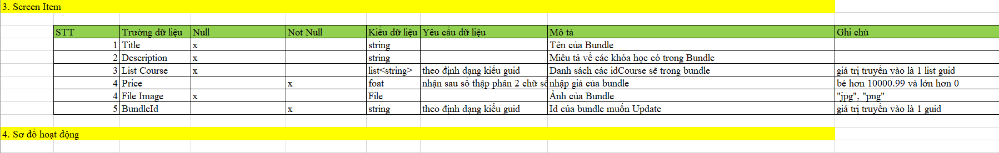 3. Screen Item
STT Trường dữ liệu Null Not Null Kiểu dữ liệu Yêu cầu dữ liệu Mô tả Ghi chú
1 Title x string Tên của Bundle
2 Description x string Miêu tả về các khóa học có trong Bundle
3 List Course x list<string> theo định dạng kiểu guid Danh sách các idCourse sẽ trong bundle giá trị truyền vào là 1 list guid
4 Price x foat nhận sau số thập phân 2 chữ số nhập giá của bundle bé hơn 10000.99 và lớn hơn 0
4 File Image x File Ảnh của Bundle "jpg", "png"
5 BundleId x string theo định dạng kiểu guid Id của bundle muốn Update giá trị truyền vào là 1 guid
4. Sơ đồ hoạt động